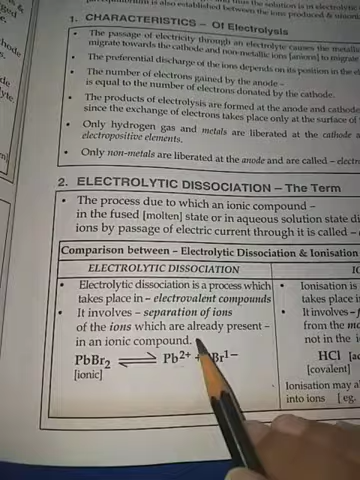 is also established between the ions produced &
1. CHARACTERISTICS – Of Electrolysis
• The passage of electricity through an electrolyte causes the metallic
migrate towards the cathode and non-metallic ions [anions] to migrate
• The preferential discharge of the ions depends on its position in the
• The number of electrons gained by the anode –
is equal to the number of electrons donated by the cathode.
• The products of electrolysis are formed at the anode and cathode
since the exchange of electrons takes place only at the surface of
• Only hydrogen gas and metals are liberated at the cathode
electropositive elements.
• Only non-metals are liberated at the anode and are called –
2. ELECTROLYTIC DISSOCIATION – The Term
• The process due to which an ionic compound –
in the fused [molten] state or in aqueous solution state
ions by passage of electric current through it is called –
Comparison between – Electrolytic Dissociation & Ionisation
ELECTROLYTIC DISSOCIATION
• Electrolytic dissociation is a process which
takes place in – electrovalent compounds
• It involves – separation of ions
of the ions which are already present –
in an ionic compound.
PbBr₂ ⇌ Pb²⁺ + Br¹⁻
[ionic]
• Ionisation is
takes place in
• It involves –
from the
not in the
HCl
[covalent]
Ionisation may
into ions [eg.